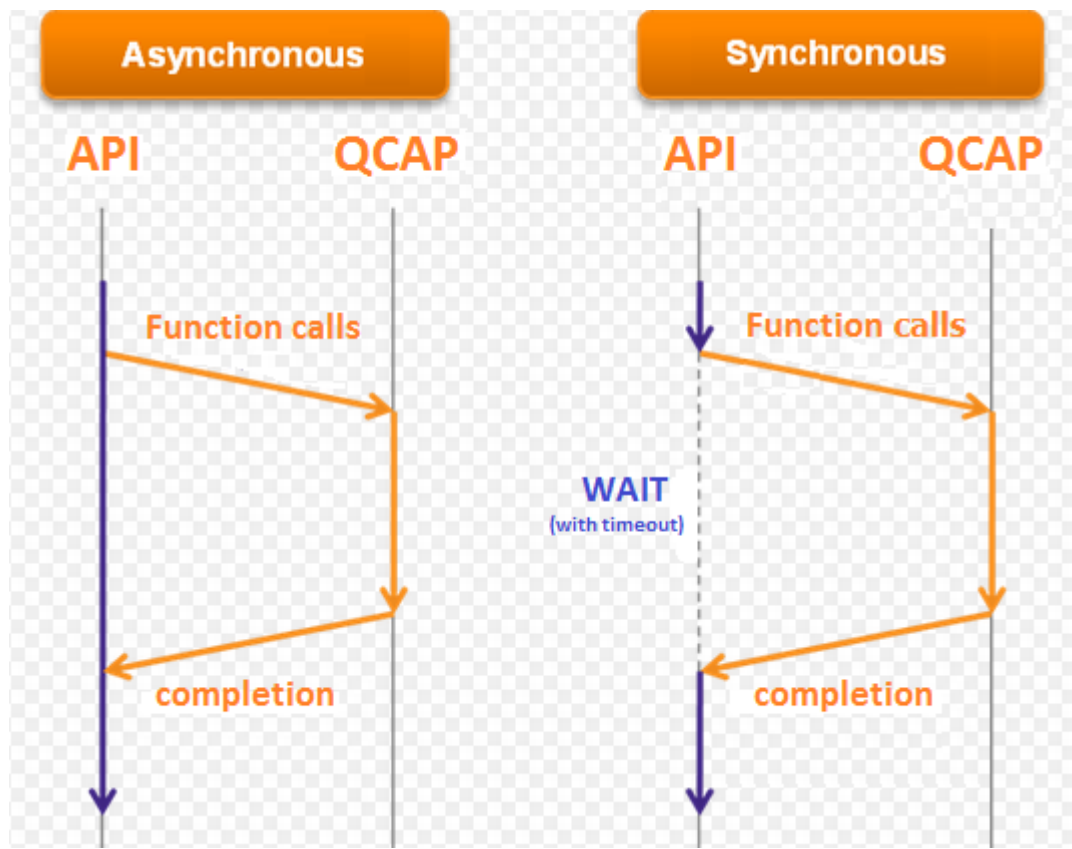 Asynchronous
Synchronous
API
QCAP
API
QCAP
Function calls
Function calls
WAIT
(with timeout)
completion
completion